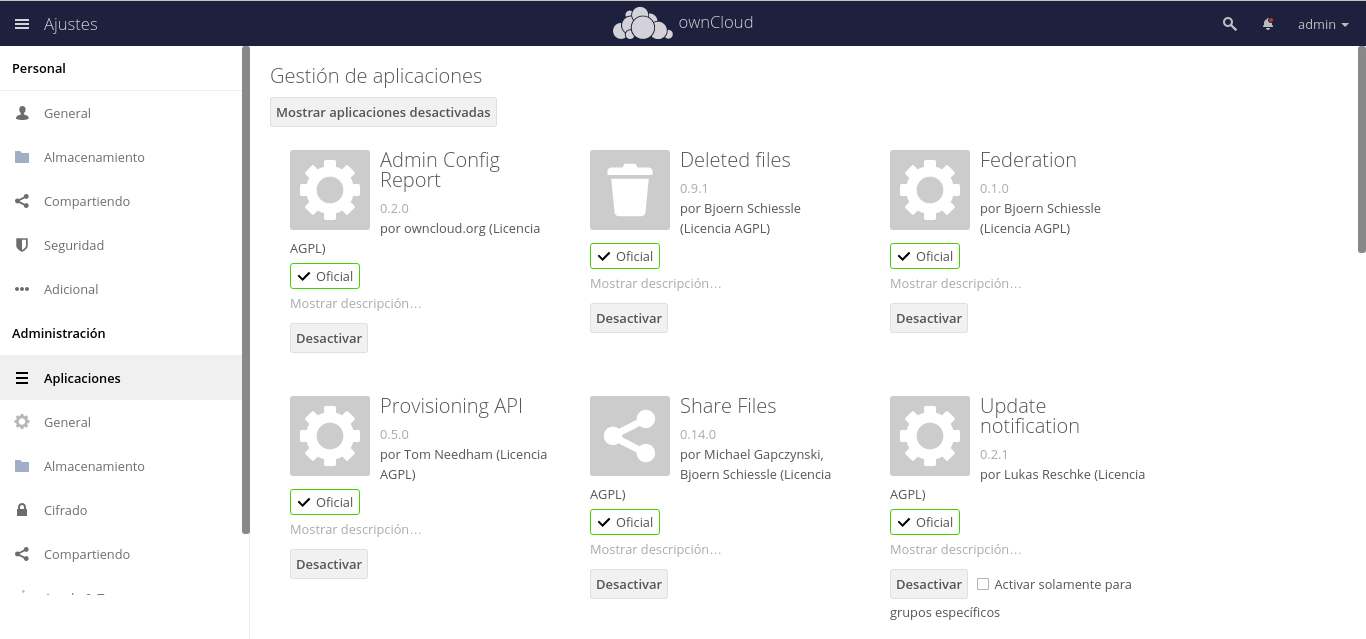 Ajustes
ownCloud
admin
Personal
General
Almacenamiento
Compartiendo
Seguridad
Adicional
Administración
Aplicaciones
General
Almacenamiento
Cifrado
Compartiendo
Gestión de aplicaciones
Mostrar aplicaciones desactivadas
Admin Config
Report
0.2.0
por owncloud.org (Licencia
AGPL)
Oficial
Mostrar descripción…
Desactivar
Deleted files
0.9.1
por Bjoern Schiessle
(Licencia AGPL)
Oficial
Mostrar descripción…
Desactivar
Federation
0.1.0
por Bjoern Schiessle
(Licencia AGPL)
Oficial
Mostrar descripción…
Desactivar
Provisioning API
0.5.0
por Tom Needham (Licencia
AGPL)
Oficial
Mostrar descripción…
Desactivar
Share Files
0.14.0
por Michael Gapczynski,
Bjoern Schiessle (Licencia
AGPL)
Oficial
Mostrar descripción…
Desactivar
Update
notification
0.2.1
por Lukas Reschke (Licencia
AGPL)
Oficial
Mostrar descripción…
Desactivar Activar solamente para
grupos específicos